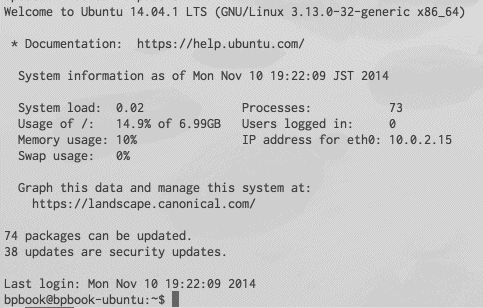 Welcome to Ubuntu 14.04.1 LTS (GNU/Linux 3.13.0-32-generic x86_64)
* Documentation:  https://help.ubuntu.com/
System information as of Mon Nov 10 19:22:09 JST 2014
System load:  0.02              Processes:           73
Usage of /:   14.9% of 6.99GB   Users logged in:     0
Memory usage: 10%               IP address for eth0: 10.0.2.15
Swap usage:   0%
Graph this data and manage this system at:
https://landscape.canonical.com/
74 packages can be updated.
38 updates are security updates.
Last login: Mon Nov 10 19:22:09 2014
bpbook@bpbook-ubuntu:~$